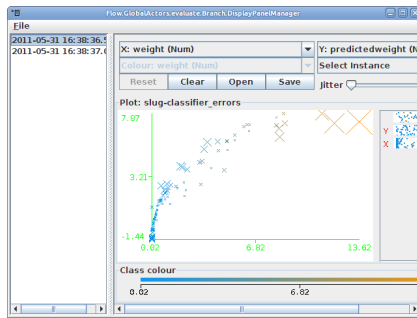 Flow.GlobalActors.evaluate.Branch.DisplayPanelManager
File
2011-05-31 16:38:36.5
2011-05-31 16:38:37.0
X: weight (Num)
Y: predictedweight (N
Colour: weight (Num)
Select Instance
Reset
Clear
Open
Save
Jitter
Plot: slug-classifier_errors
7.87
3.21
-1.44
0.02
6.82
13.62
Y
X
Class colour
0.02
6.82